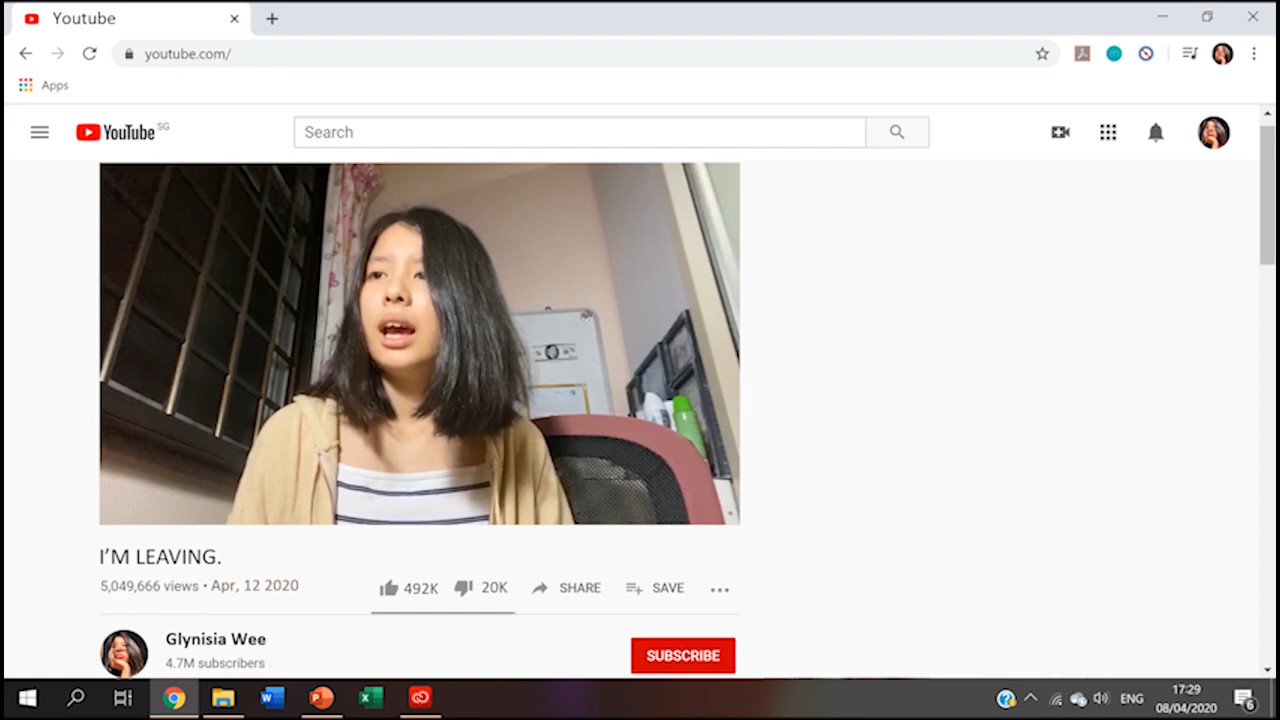 Youtube
youtube.com/
Apps
YouTube SG
Search
I'M LEAVING.
5,049,666 views • Apr, 12 2020
492K
20K
SHARE
SAVE
Glynisia Wee
4.7M subscribers
SUBSCRIBE
ENG
17:29
08/04/2020
6